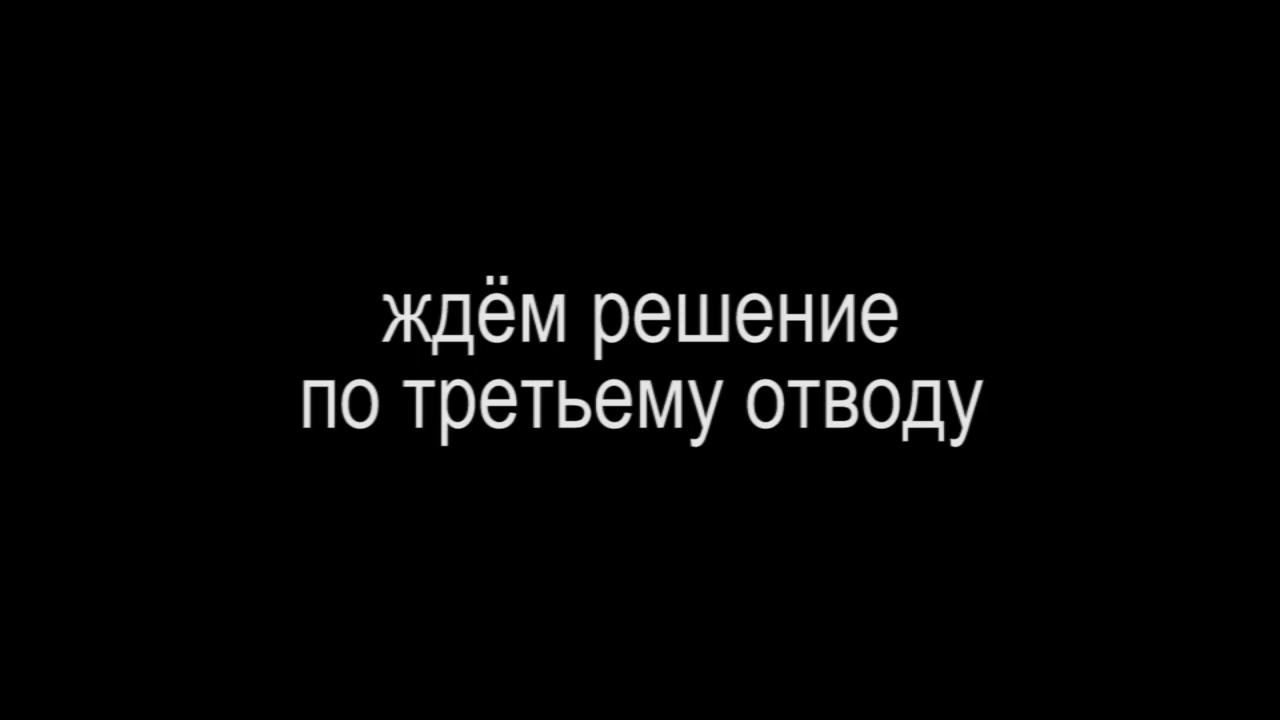 ждём решение
по третьему отводу